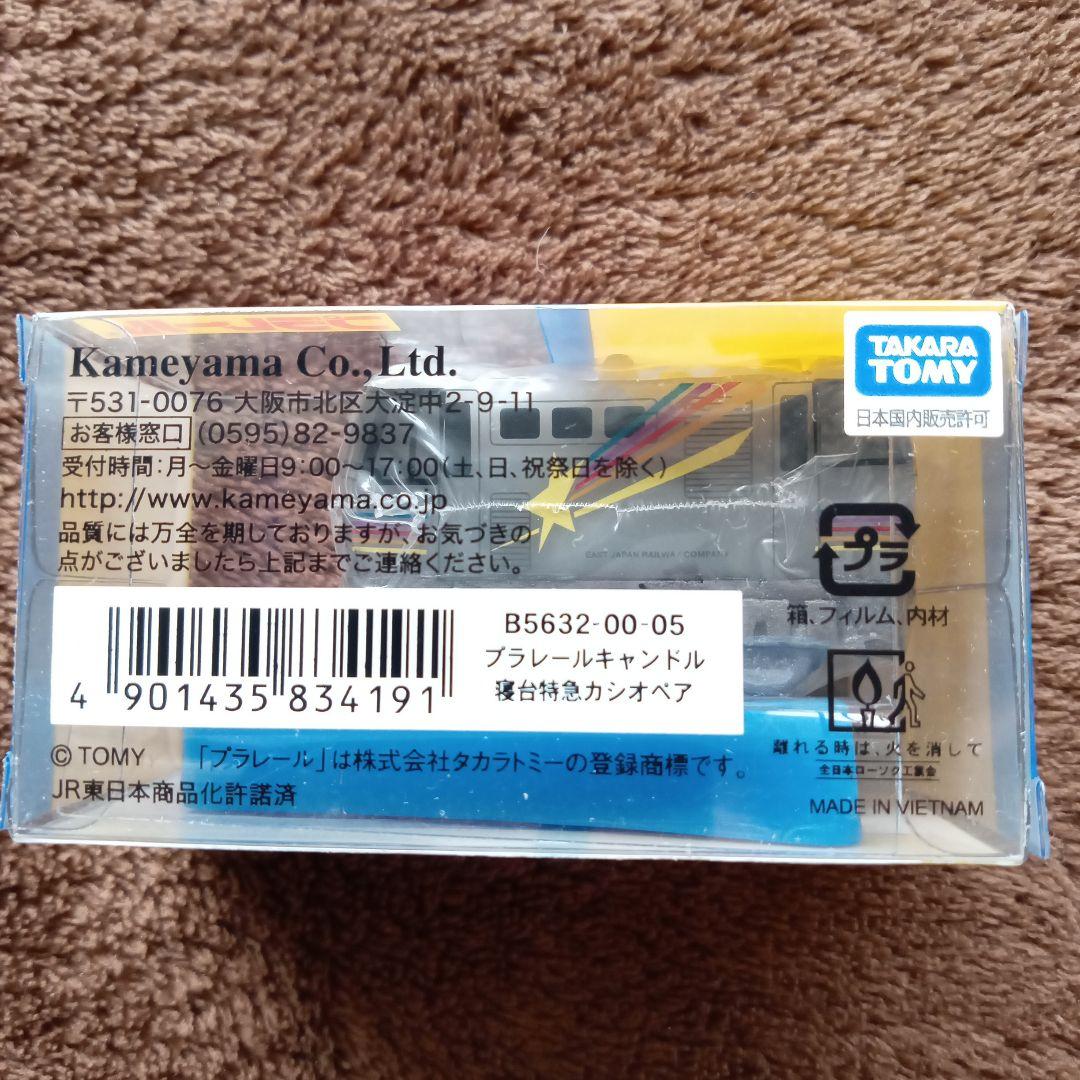 Kameyama Co.,Ltd.
〒531-0076 大阪市北区大淀中2-9-11
お客様窓口 (0595)82-9837
受付時間:月〜金曜日9:00〜17:00(土、日、祝祭日を除く)
http://www.kameyama.co.jp
品質には万全を期しておりますが、お気づきの
点がございましたら上記までご連絡ください。
TAKARA
TOMY
日本国内販売許可
EAST JAPAN RAILWAY COMPANY
プラ
箱、フィルム、内材
4 901435 834191
B5632-00-05
プラレールキャンドル
寝台特急カシオペア
離れる時は、火を消して
全日本ローソク工業会
© TOMY 「プラレール」は株式会社タカラトミーの登録商標です。
JR東日本商品化許諾済
MADE IN VIETNAM